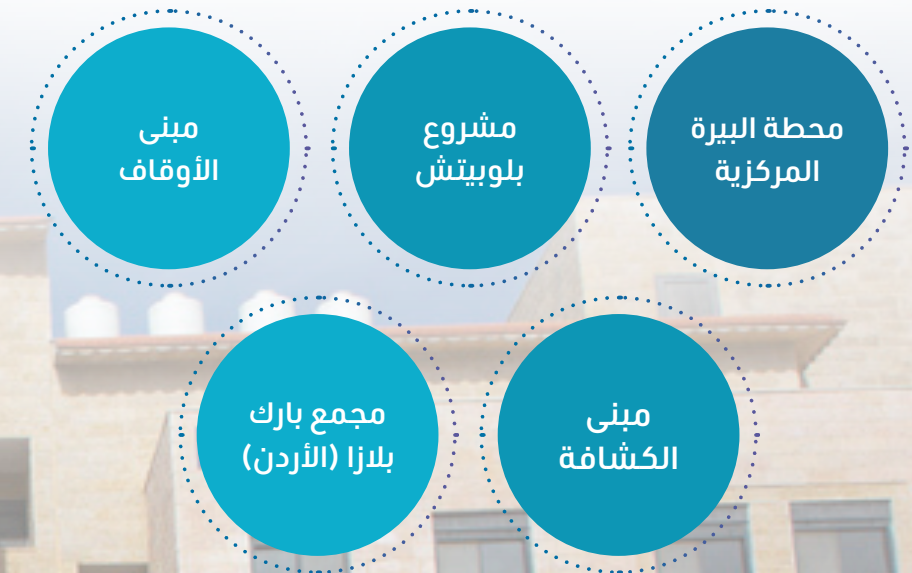 محطة البيرة
المركزية
مشروع
بلوبيتش
مبنى
الأوقاف
مبنى
الكشافة
مجمع بارك
بلازا (الأردن)